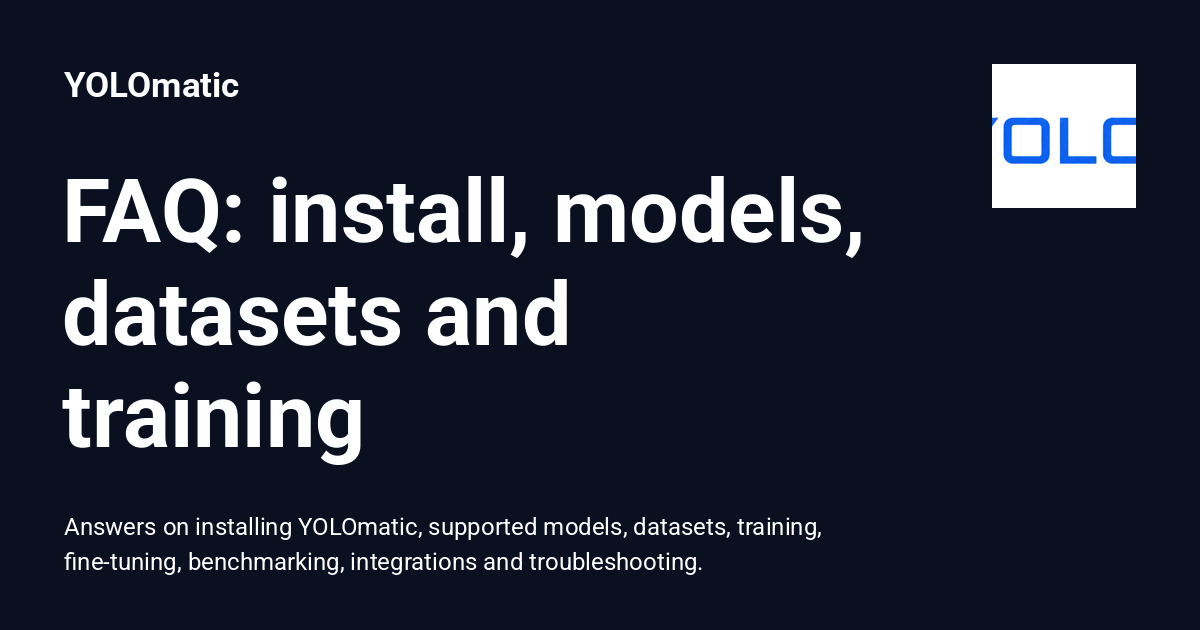 YOLOmatic
YOLO
FAQ: install, models,
datasets and
training
Answers on installing YOLOmatic, supported models, datasets, training,
fine-tuning, benchmarking, integrations and troubleshooting.